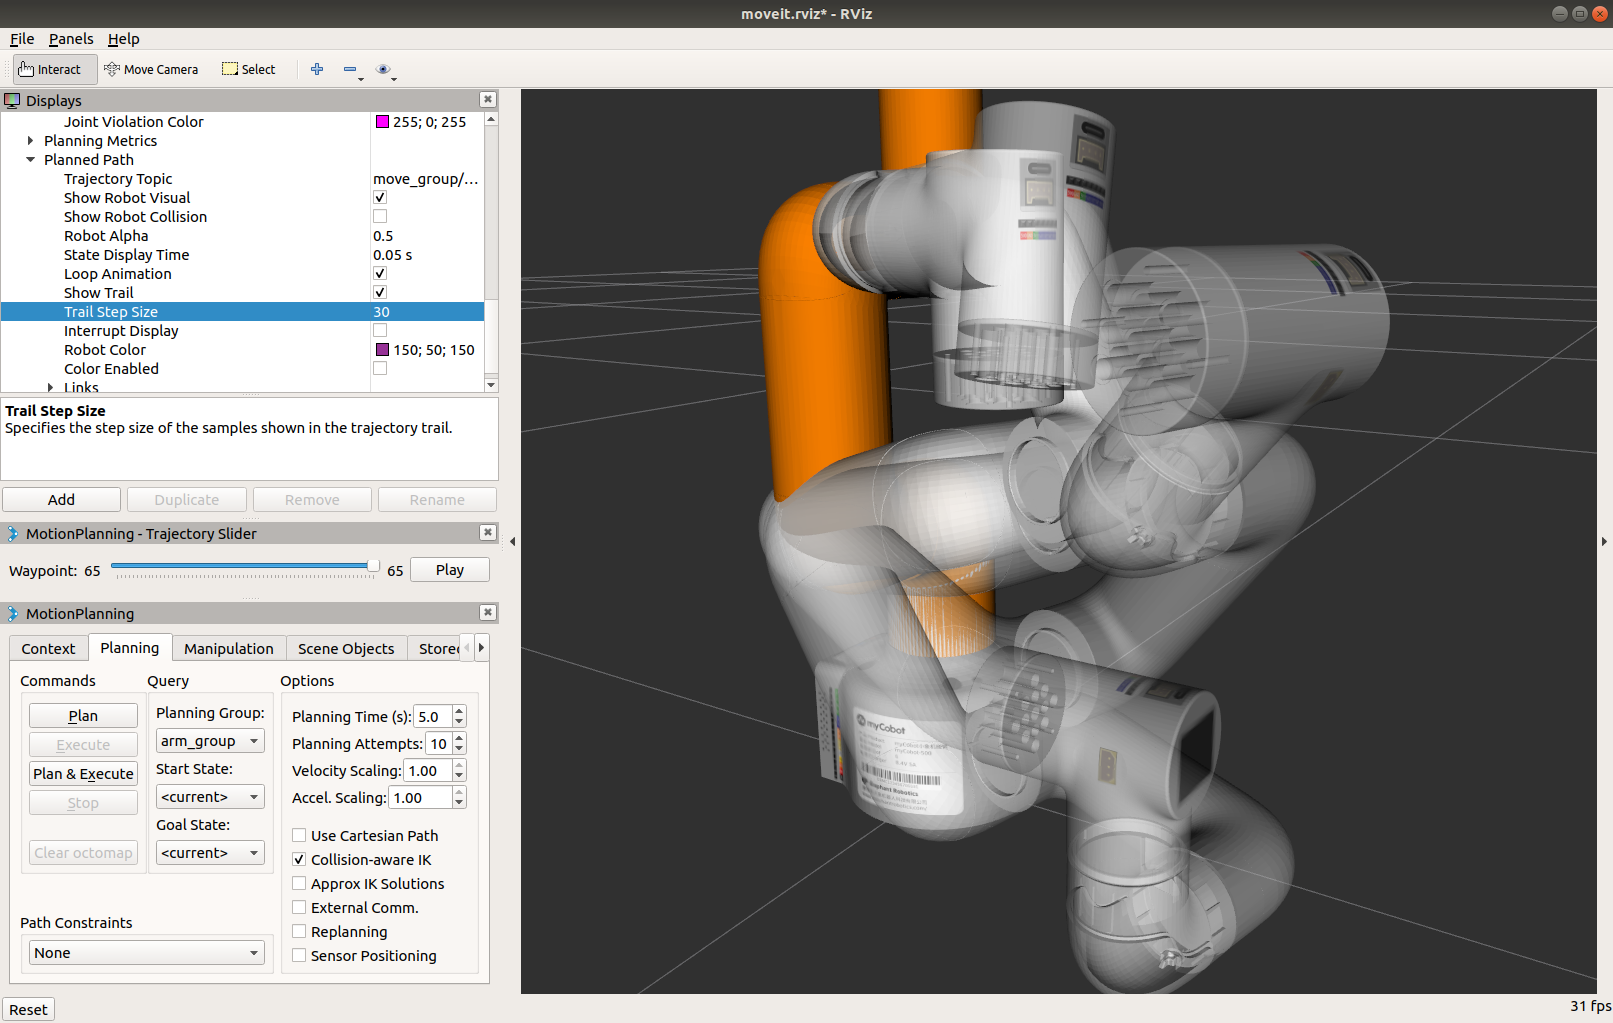 moveit.rviz* - RViz
File Panels Help
Interact Move Camera Select
Displays
Joint Violation Color 255; 0; 255
Planning Metrics
Planned Path
Trajectory Topic move_group/...
Show Robot Visual
Show Robot Collision
Robot Alpha 0.5
State Display Time 0.05 s
Loop Animation
Show Trail
Trail Step Size 30
Interrupt Display
Robot Color 150; 50; 150
Color Enabled
Links
Trail Step Size
Specifies the step size of the samples shown in the trajectory trail.
Add Duplicate Remove Rename
MotionPlanning - Trajectory Slider
Waypoint: 65 65 Play
MotionPlanning
Context Planning Manipulation Scene Objects Stored
Commands Query Options
Plan
Execute
Plan & Execute
Stop
Clear octomap
Planning Group:
arm_group
Start State:
<current>
Goal State:
<current>
Planning Time (s): 5.0
Planning Attempts: 10
Velocity Scaling: 1.00
Accel. Scaling: 1.00
Use Cartesian Path
Collision-aware IK
Approx IK Solutions
External Comm.
Replanning
Sensor Positioning
Path Constraints
None
Reset
31 fps
myCobot
Elephant Robotics